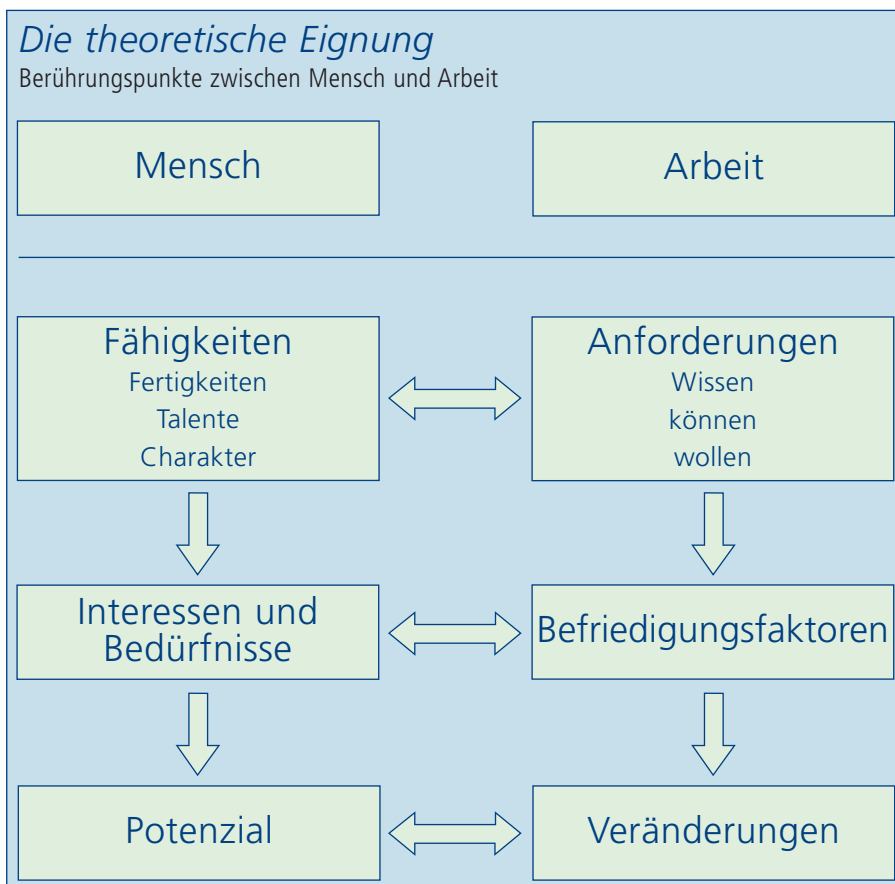 Die theoretische Eignung
Berührungspunkte zwischen Mensch und Arbeit
Mensch
Arbeit
Fähigkeiten
Fertigkeiten
Talente
Charakter
Anforderungen
Wissen
können
wollen
Interessen und
Bedürfnisse
Befriedigungsfaktoren
Potenzial
Veränderungen